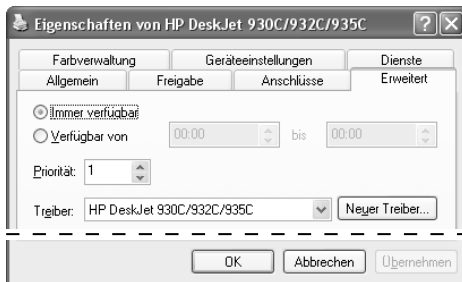 Eigenschaften von HP DeskJet 930C/932C/935C
Farbverwaltung Geräteeinstellungen Dienste
Allgemein Freigabe Anschlüsse Erweitert
Immer verfügbar
Verfügbar von 00:00 bis 00:00
Priorität: 1
Treiber: HP DeskJet 930C/932C/935C Neuer Treiber...
OK Abbrechen Übernehmen